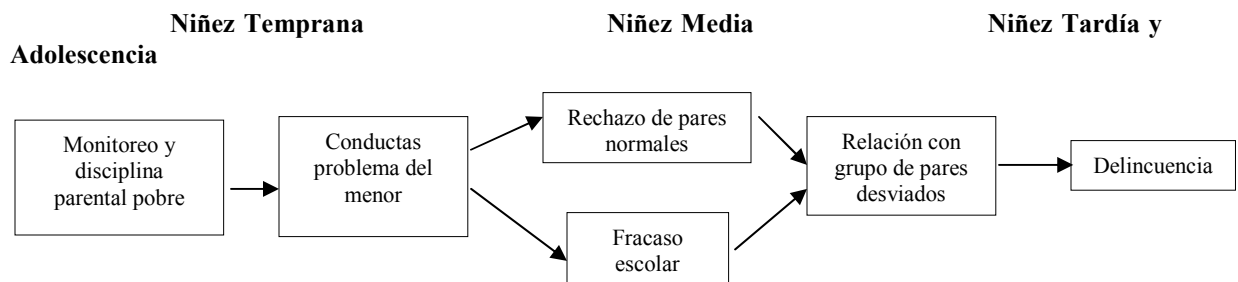 Niñez Temprana Niñez Media Niñez Tardía y
Adolescencia
Monitoreo y
disciplina
parental pobre
Conductas
problema del
menor
Rechazo de pares
normales
Fracaso
escolar
Relación con
grupo de pares
desviados
Delincuencia